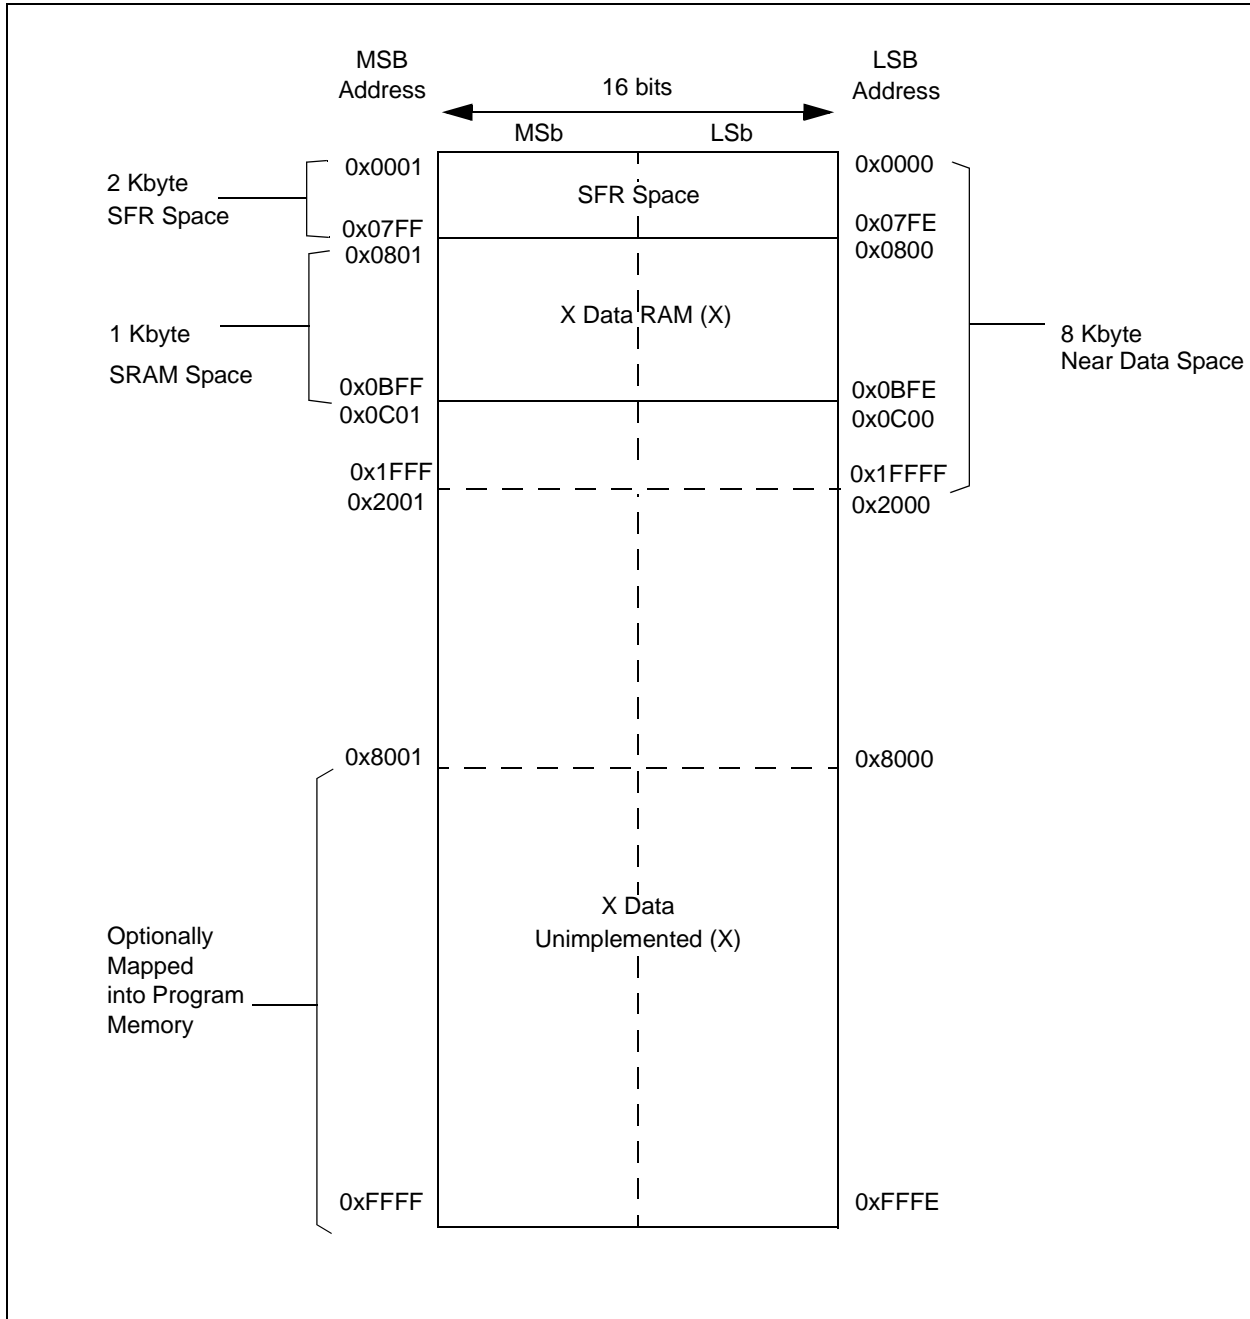 MSB
Address
LSB
Address
16 bits
MSb
LSb
0x0001
0x0000
2 Kbyte
SFR Space
SFR Space
0x07FF
0x07FE
0x0801
0x0800
X Data RAM (X)
1 Kbyte
SRAM Space
8 Kbyte
Near Data Space
0x0BFF
0x0BFE
0x0C01
0x0C00
0x1FFF
0x1FFFF
0x2001
0x2000
0x8001
0x8000
X Data
Unimplemented (X)
Optionally
Mapped
into Program
Memory
0xFFFF
0xFFFE